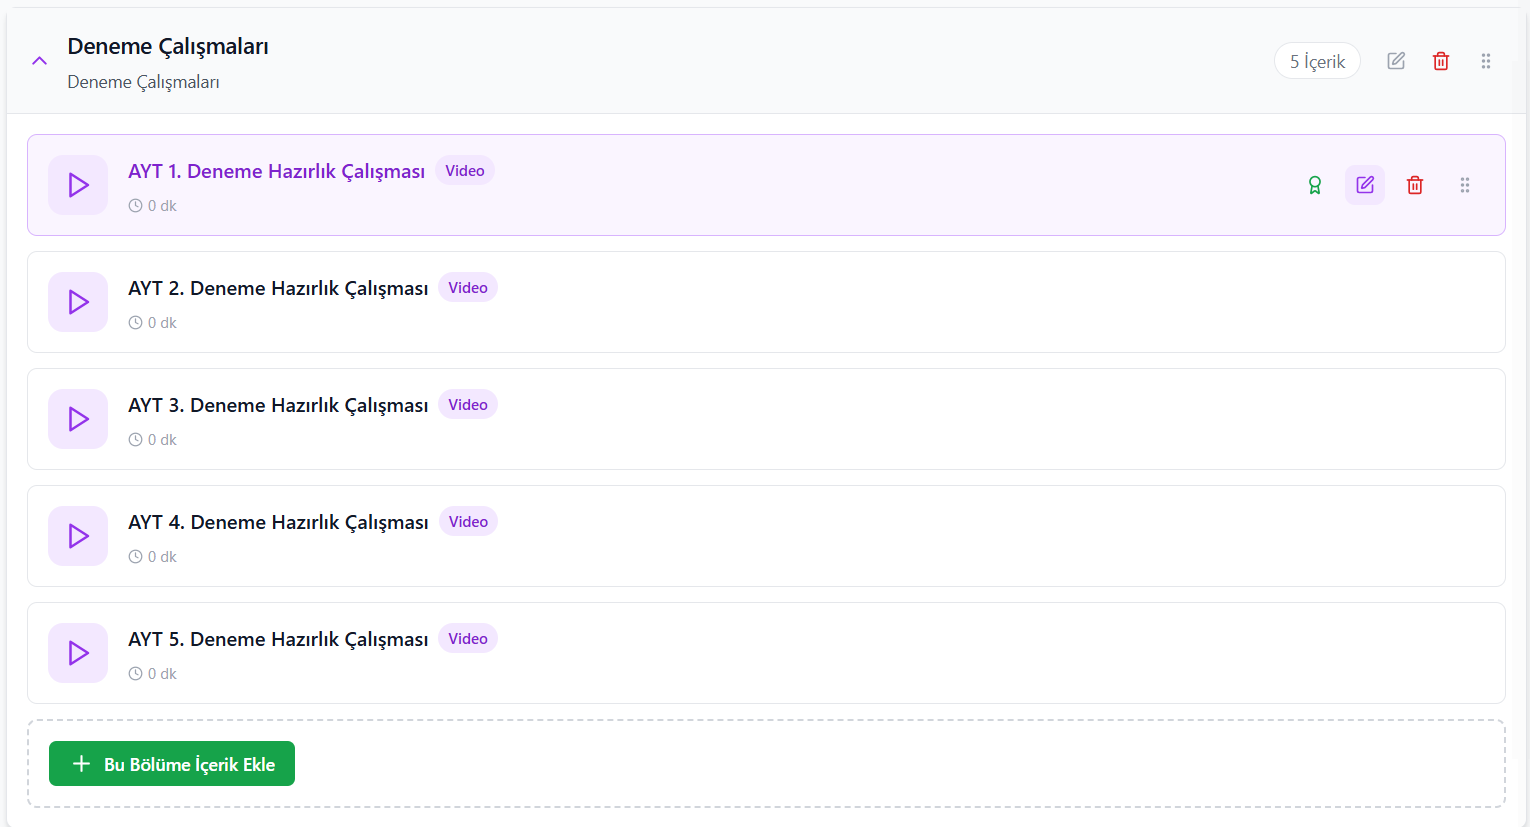 Deneme Çalışmaları
Deneme Çalışmaları
5 İçerik
AYT 1. Deneme Hazırlık Çalışması Video
0 dk
AYT 2. Deneme Hazırlık Çalışması Video
0 dk
AYT 3. Deneme Hazırlık Çalışması Video
0 dk
AYT 4. Deneme Hazırlık Çalışması Video
0 dk
AYT 5. Deneme Hazırlık Çalışması Video
0 dk
Bu Bölüme İçerik Ekle